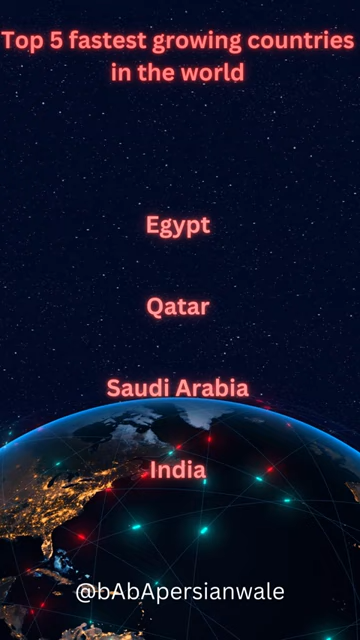 Top 5 fastest growing countries
in the world
Egypt
Qatar
Saudi Arabia
India
@bAbApersianwale